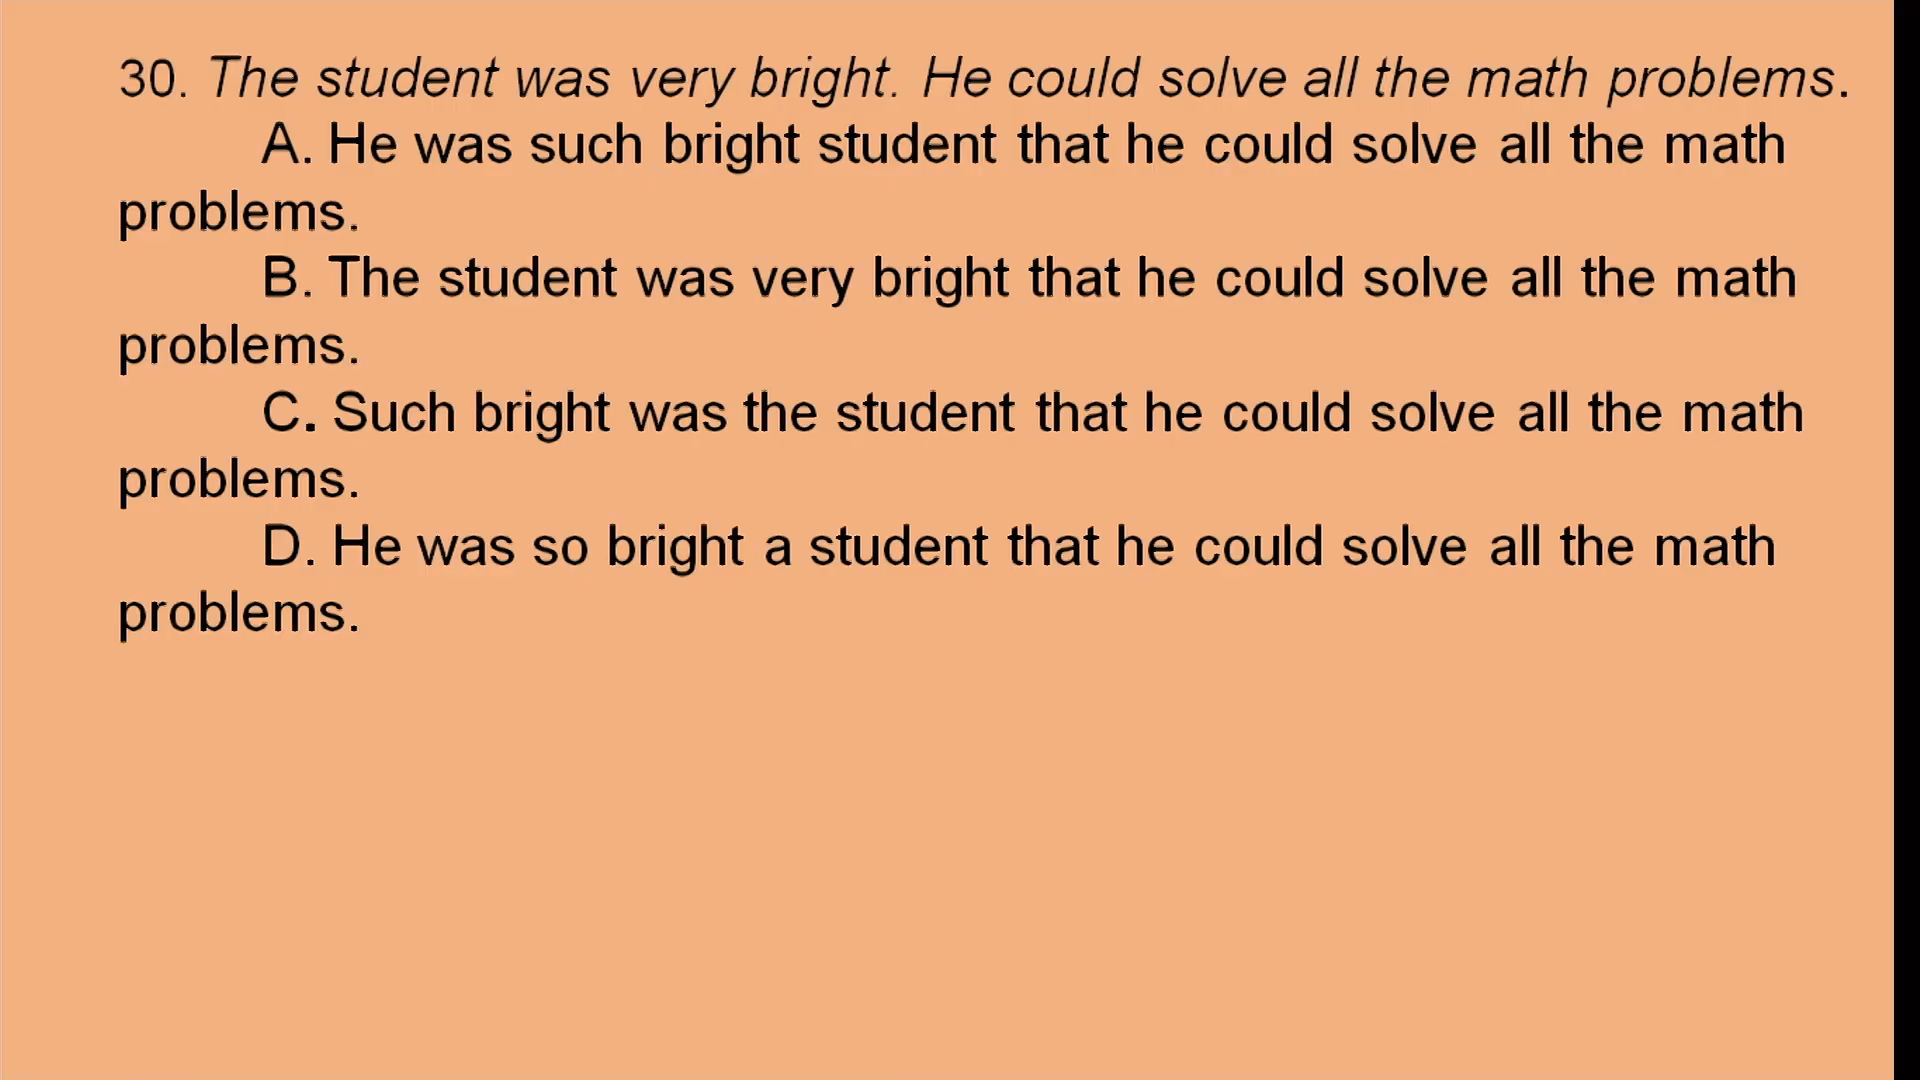 30. The student was very bright. He could solve all the math problems.
A. He was such bright student that he could solve all the math
problems.
B. The student was very bright that he could solve all the math
problems.
C. Such bright was the student that he could solve all the math
problems.
D. He was so bright a student that he could solve all the math
problems.